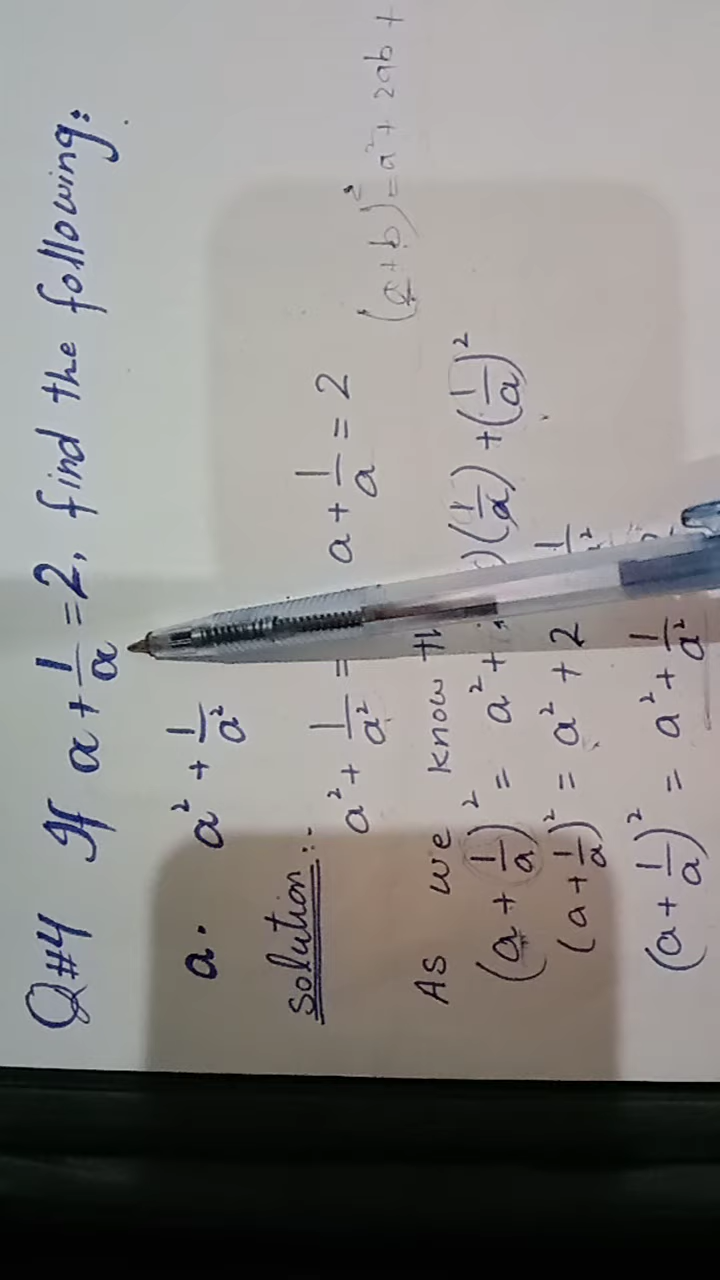 Q#4 If a + 1/a = 2, find the following:
a. a² + 1/a²
Solution:-
a² + 1/a² = a + 1/a = 2
(a + b)² = a² + 2ab +
As we know
(a + 1/a)² = a² + )(1/a) + (1/a)²
(a + 1/a)² = a² + 2
(a + 1/a)² = a² + 1/a²